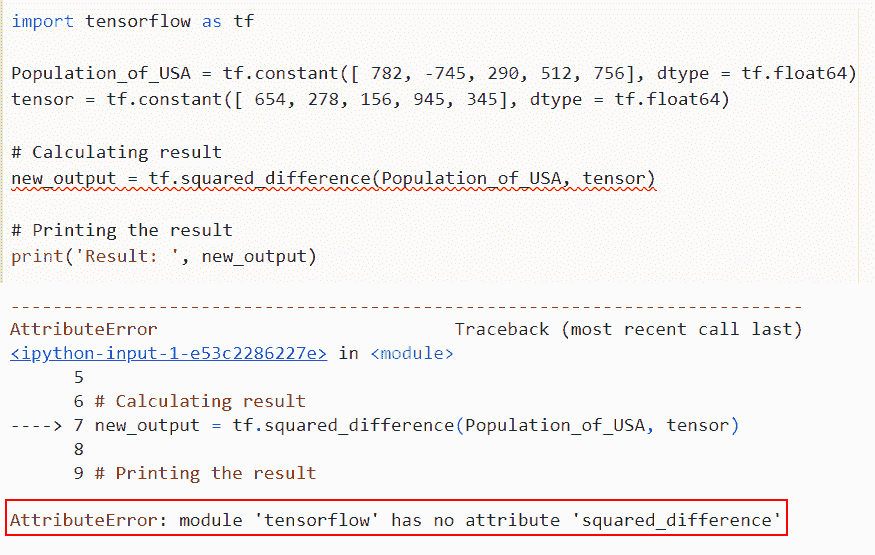 import tensorflow as tf
Population_of_USA = tf.constant([ 782, -745, 290, 512, 756], dtype = tf.float64)
tensor = tf.constant([ 654, 278, 156, 945, 345], dtype = tf.float64)
# Calculating result
new_output = tf.squared_difference(Population_of_USA, tensor)
# Printing the result
print('Result: ', new_output)
---------------------------------------------------------------------------
AttributeError                            Traceback (most recent call last)
<ipython-input-1-e53c2286227e> in <module>
      5
      6 # Calculating result
----> 7 new_output = tf.squared_difference(Population_of_USA, tensor)
      8
      9 # Printing the result
AttributeError: module 'tensorflow' has no attribute 'squared_difference'